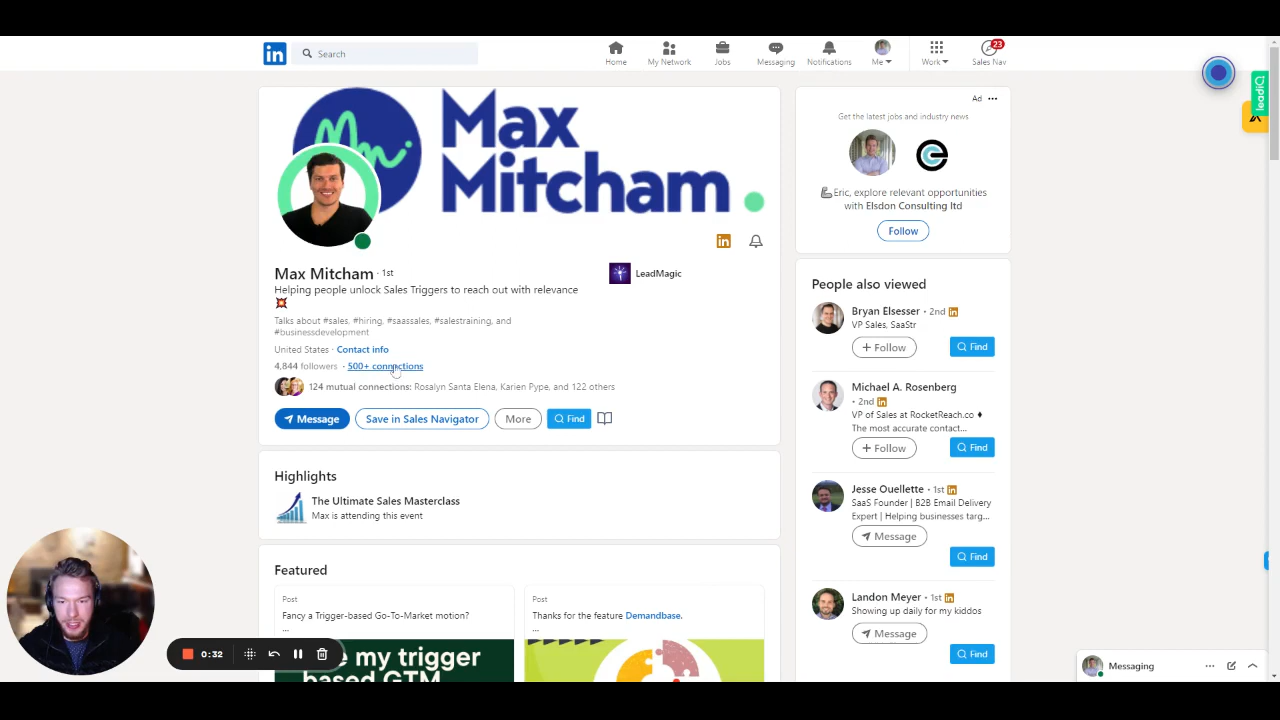 in
Search
Home
My Network
Jobs
Messaging
Notifications
Me
Work
23
Sales Nav
Max
Mitcham.
in
Max Mitcham · 1st
LeadMagic
Helping people unlock Sales Triggers to reach out with relevance
Talks about #sales, #hiring, #saassales, #salestraining, and
#businessdevelopment
United States · Contact info
4,844 followers · 500+ connections
124 mutual connections: Rosalyn Santa Elena, Karien Pype, and 122 others
Message
Save in Sales Navigator
More
Find
Highlights
The Ultimate Sales Masterclass
Max is attending this event
Featured
Post
Fancy a Trigger-based Go-To-Market motion?
...
my trigger
based GTM
Post
Thanks for the feature Demandbase.
...
0:32
Ad ...
Get the latest jobs and industry news
Eric, explore relevant opportunities
with Elsdon Consulting ltd
Follow
People also viewed
Bryan Elsesser · 2nd in
VP Sales, SaaStr
+ Follow
Find
Michael A. Rosenberg
· 2nd in
VP of Sales at RocketReach.co ♦
The most accurate contact...
+ Follow
Find
Jesse Ouellette · 1st in
SaaS Founder | B2B Email Delivery
Expert | Helping businesses targ...
Message
Find
Landon Meyer · 1st in
Showing up daily for my kiddos
Message
Find
Messaging
...
leadIQ